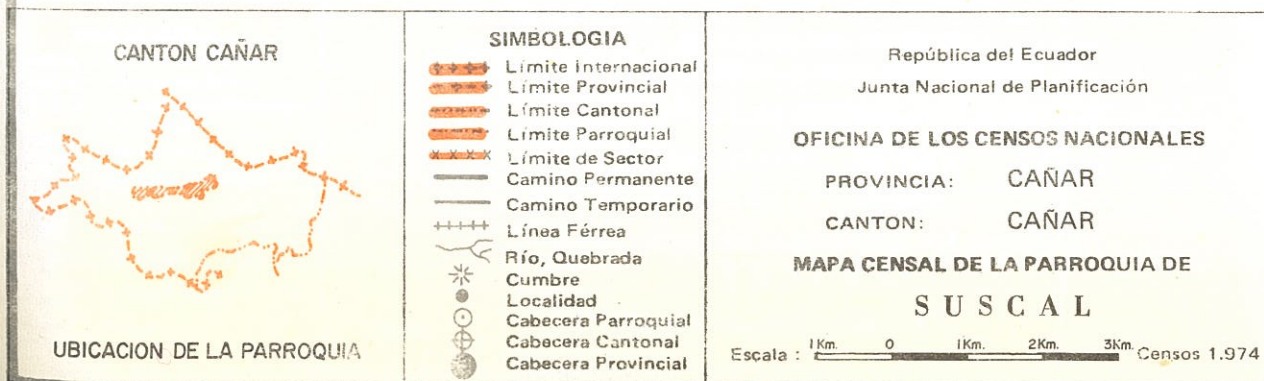 CANTON CAÑAR
UBICACION DE LA PARROQUIA
SIMBOLOGIA
Límite Internacional
Límite Provincial
Límite Cantonal
Límite Parroquial
Límite de Sector
Camino Permanente
Camino Temporario
Línea Férrea
Río, Quebrada
Cumbre
Localidad
Cabecera Parroquial
Cabecera Cantonal
Cabecera Provincial
República del Ecuador
Junta Nacional de Planificación
OFICINA DE LOS CENSOS NACIONALES
PROVINCIA: CAÑAR
CANTON: CAÑAR
MAPA CENSAL DE LA PARROQUIA DE
SUSCAL
Escala : 1Km. 0 1Km. 2Km. 3Km. Censos 1.974